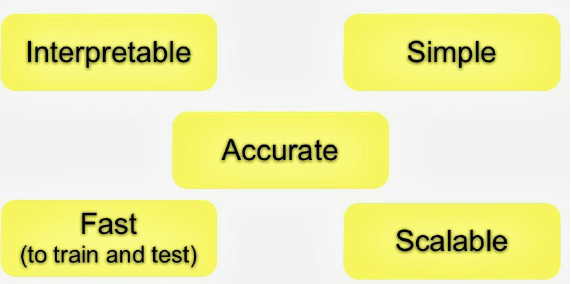 Interpretable
Simple
Accurate
Fast
(to train and test)
Scalable